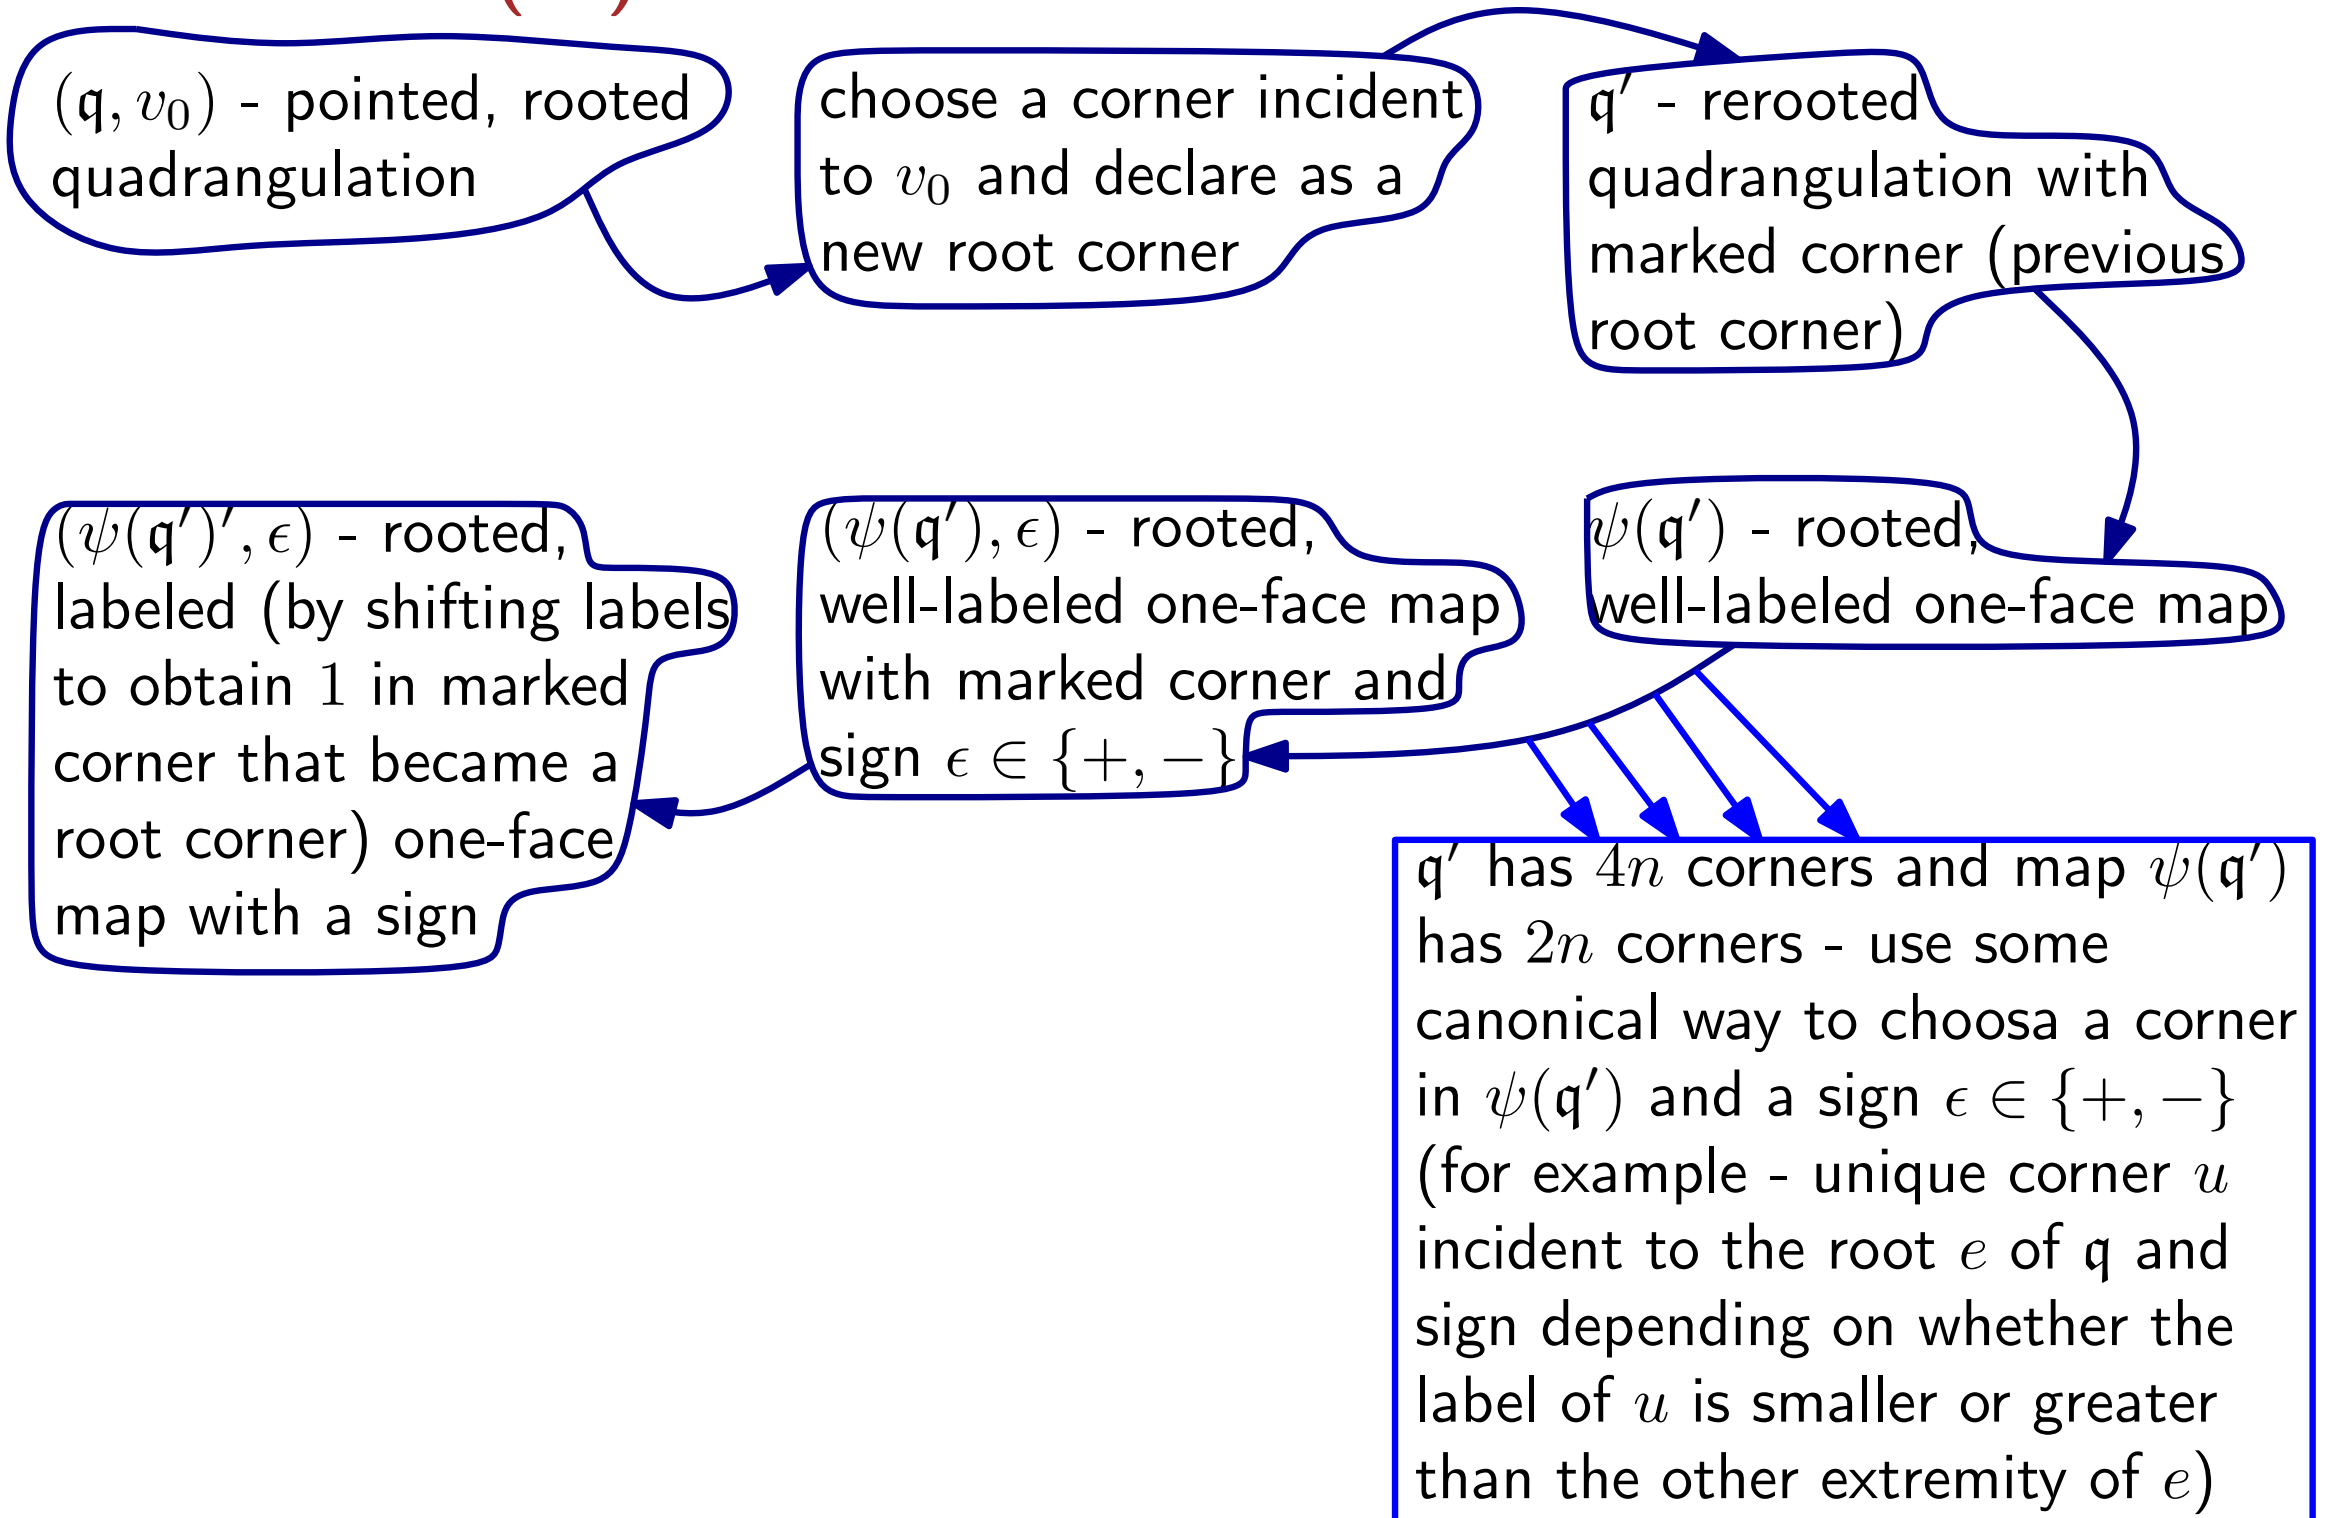 (𝔮, v₀) - pointed, rooted
quadrangulation
choose a corner incident
to v₀ and declare as a
new root corner
𝔮′ - rerooted
quadrangulation with
marked corner (previous
root corner)
(ψ(𝔮′)′, ϵ) - rooted,
labeled (by shifting labels
to obtain 1 in marked
corner that became a
root corner) one-face
map with a sign
(ψ(𝔮′), ϵ) - rooted,
well-labeled one-face map
with marked corner and
sign ϵ ∈ {+, −}
ψ(𝔮′) - rooted,
well-labeled one-face map
𝔮′ has 4n corners and map ψ(𝔮′)
has 2n corners - use some
canonical way to choosa a corner
in ψ(𝔮′) and a sign ϵ ∈ {+, −}
(for example - unique corner u
incident to the root e of 𝔮 and
sign depending on whether the
label of u is smaller or greater
than the other extremity of e)